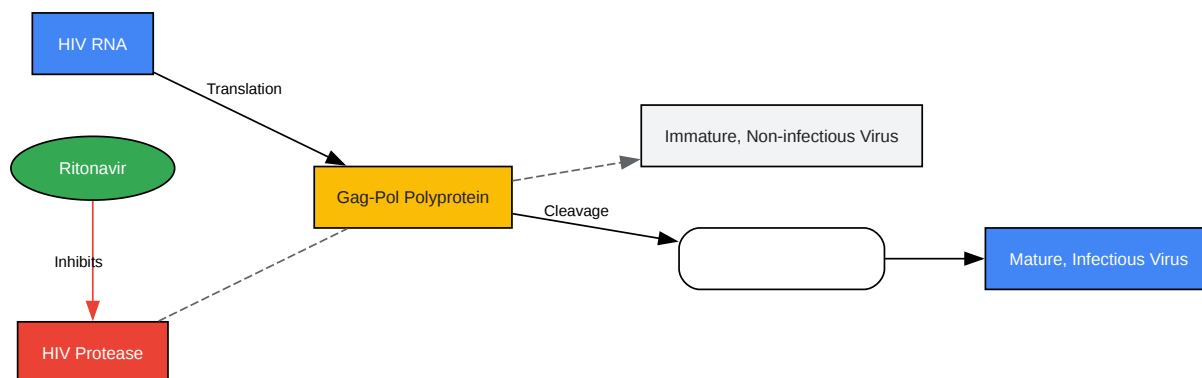 HIV RNA
Translation
Immature, Non-infectious Virus
Ritonavir
Gag-Pol Polyprotein
Cleavage
Inhibits
Mature, Infectious Virus
HIV Protease